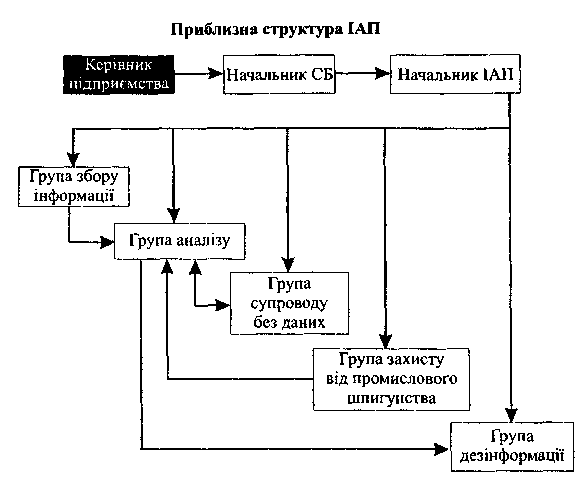 Приблизна структура ІАП
Керівник
підприємства
Начальник СБ
Начальник ІАП
Група збору
інформації
Група аналізу
Група
супроводу
без даних
Група захисту
від промислового
шпигунства
Група
дезінформації